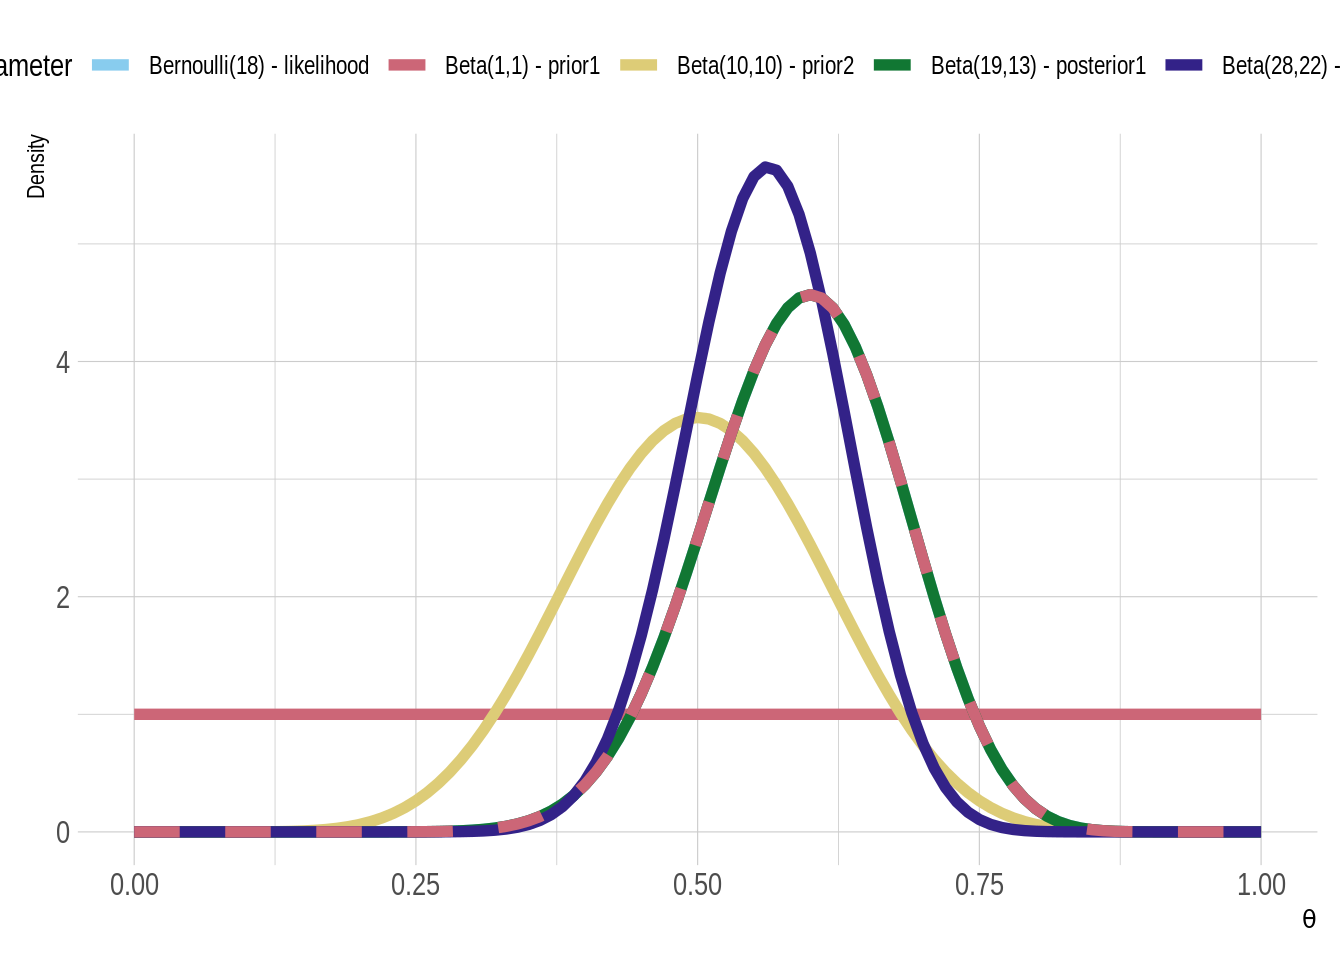 ameter Bernoulli(18) - likelihood Beta(1,1) - prior1 Beta(10,10) - prior2 Beta(19,13) - posterior1 Beta(28,22) -
Density
4
2
0
0.00 0.25 0.50 0.75 1.00
θ